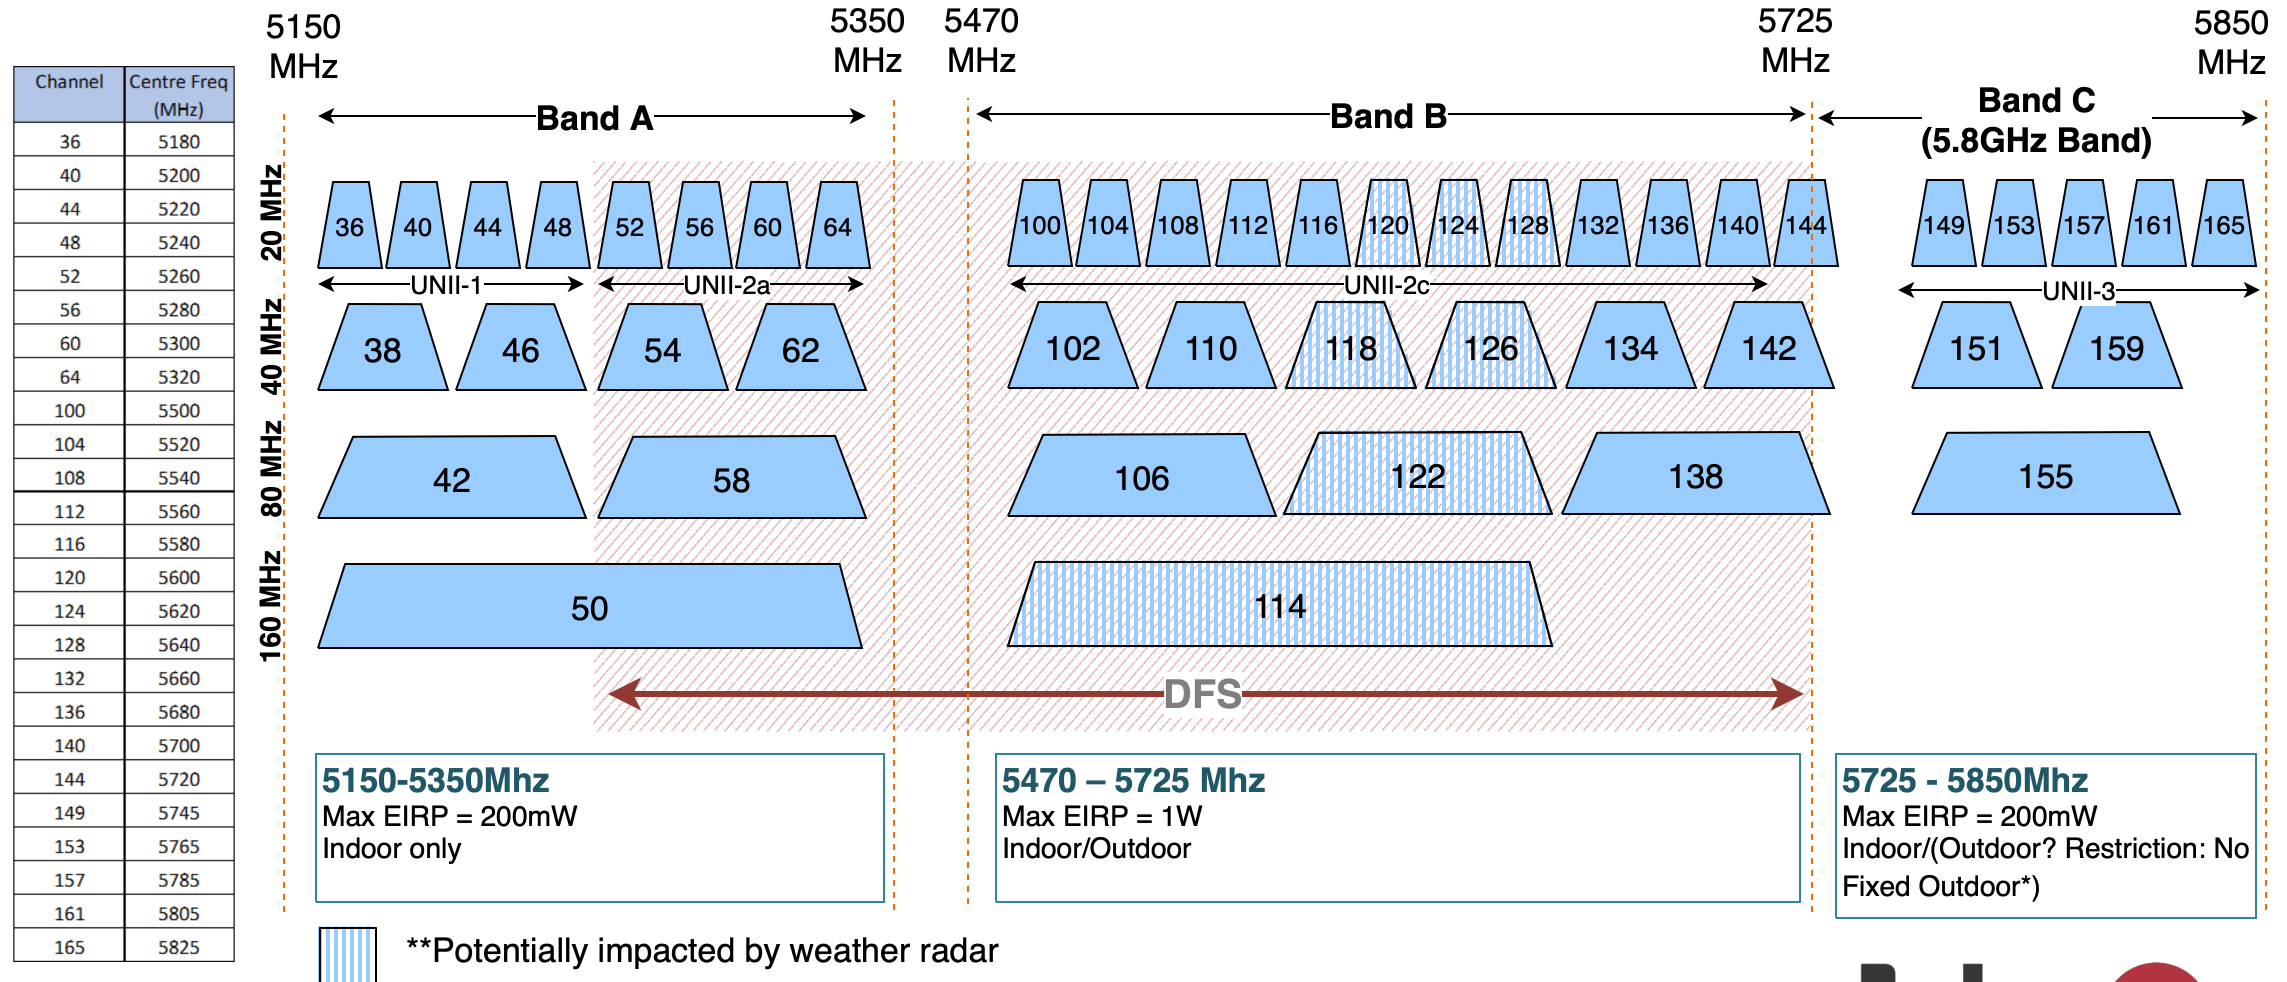 5150
MHz
5350
MHz
5470
MHz
5725
MHz
5850
MHz
Channel Centre Freq
(MHz)
36 5180
40 5200
44 5220
48 5240
52 5260
56 5280
60 5300
64 5320
100 5500
104 5520
108 5540
112 5560
116 5580
120 5600
124 5620
128 5640
132 5660
136 5680
140 5700
144 5720
149 5745
153 5765
157 5785
161 5805
165 5825
Band A
Band B
Band C
(5.8GHz Band)
20 MHz
36 40 44 48 52 56 60 64 100 104 108 112 116 120 124 128 132 136 140 144 149 153 157 161 165
UNII-1 UNII-2a UNII-2c UNII-3
40 MHz
38 46 54 62 102 110 118 126 134 142 151 159
80 MHz
42 58 106 122 138 155
160 MHz
50 114
DFS
5150-5350Mhz
Max EIRP = 200mW
Indoor only
5470 – 5725 Mhz
Max EIRP = 1W
Indoor/Outdoor
5725 - 5850Mhz
Max EIRP = 200mW
Indoor/(Outdoor? Restriction: No
Fixed Outdoor*)
**Potentially impacted by weather radar